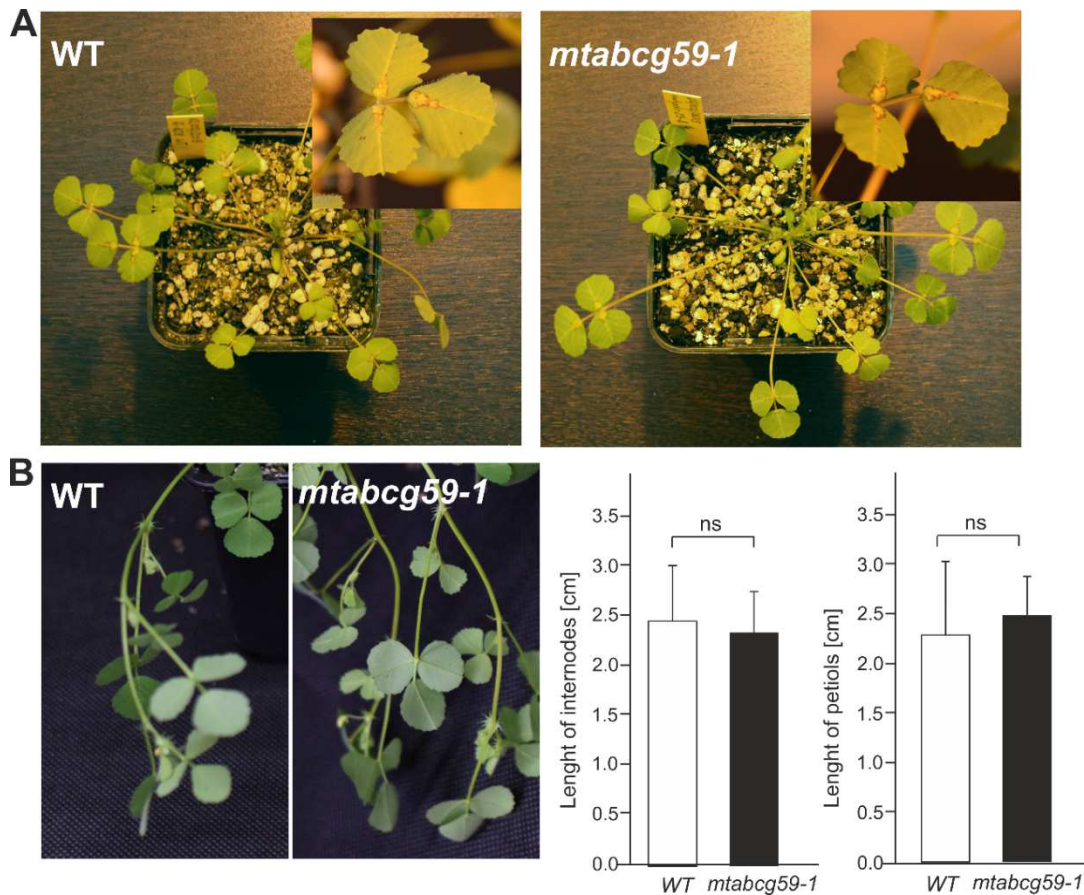 A
WT
mtabcg59-1
B
WT
mtabcg59-1
Lenght of internodes [cm]
3.5
3.0
2.5
2.0
1.5
1.0
0.5
0.0
ns
WT
mtabcg59-1
Lenght of petiols [cm]
3.5
3.0
2.5
2.0
1.5
1.0
0.5
0.0
ns
WT
mtabcg59-1